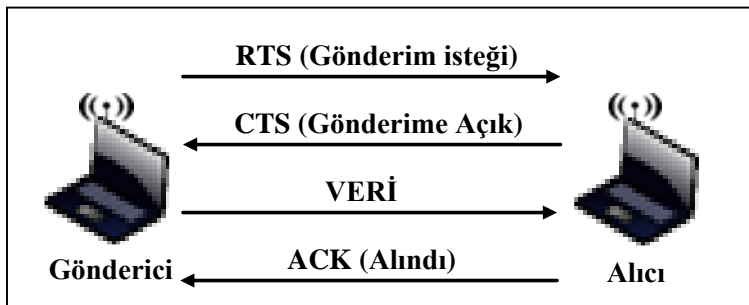 RTS (Gönderim isteği)
CTS (Gönderime Açık)
VERİ
ACK (Alındı)
Gönderici
Alıcı